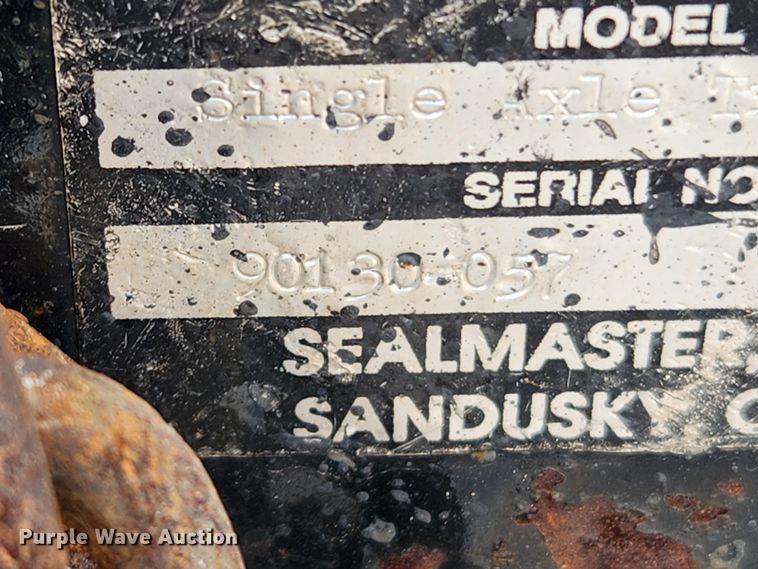 MODEL
Single Axle
SERIAL NO
90130-057
SEALMASTER,
SANDUSKY
Purple Wave Auction®